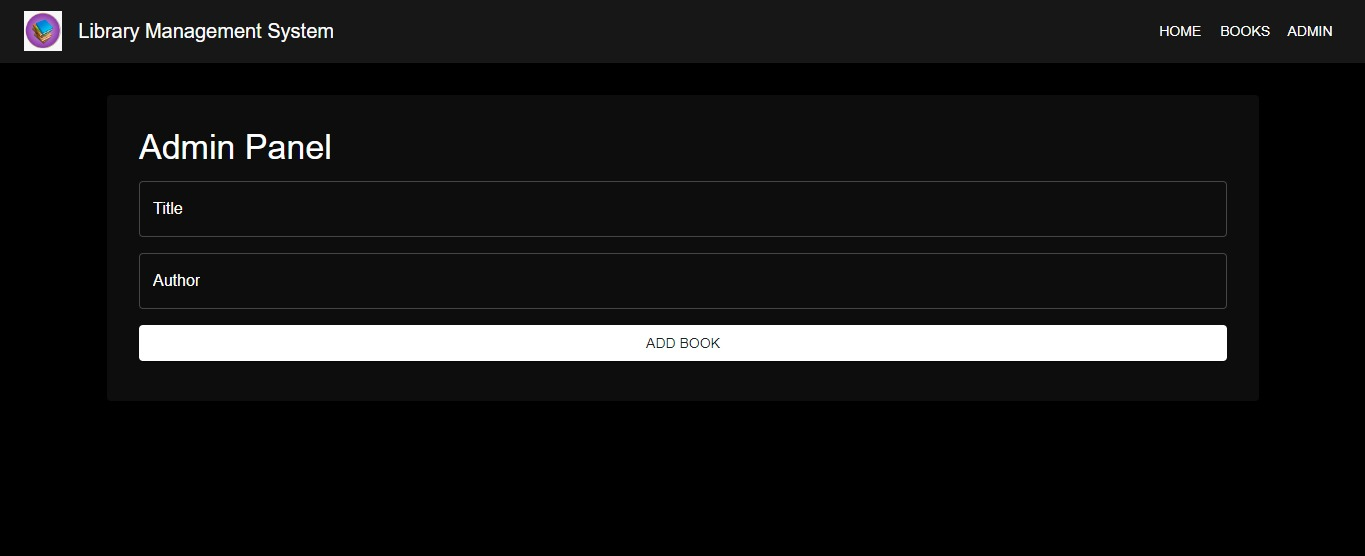 Library Management System
HOME BOOKS ADMIN
Admin Panel
Title
Author
ADD BOOK